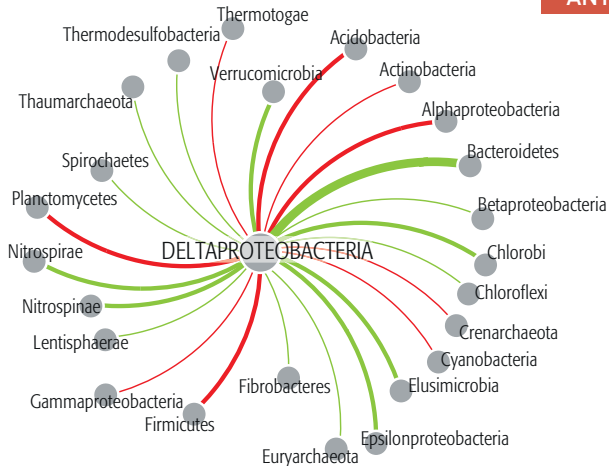 ANT
Thermotogae
Thermodesulfobacteria
Acidobacteria
Verrucomicrobia
Actinobacteria
Thaumarchaeota
Alphaproteobacteria
Bacteroidetes
Spirochaetes
Planctomycetes
Betaproteobacteria
DELTAPROTEOBACTERIA
Nitrospirae
Chlorobi
Chloroflexi
Nitrospinae
Crenarchaeota
Lentisphaerae
Cyanobacteria
Fibrobacteres
Elusimicrobia
Gammaproteobacteria
Firmicutes
Epsilonproteobacteria
Euryarchaeota